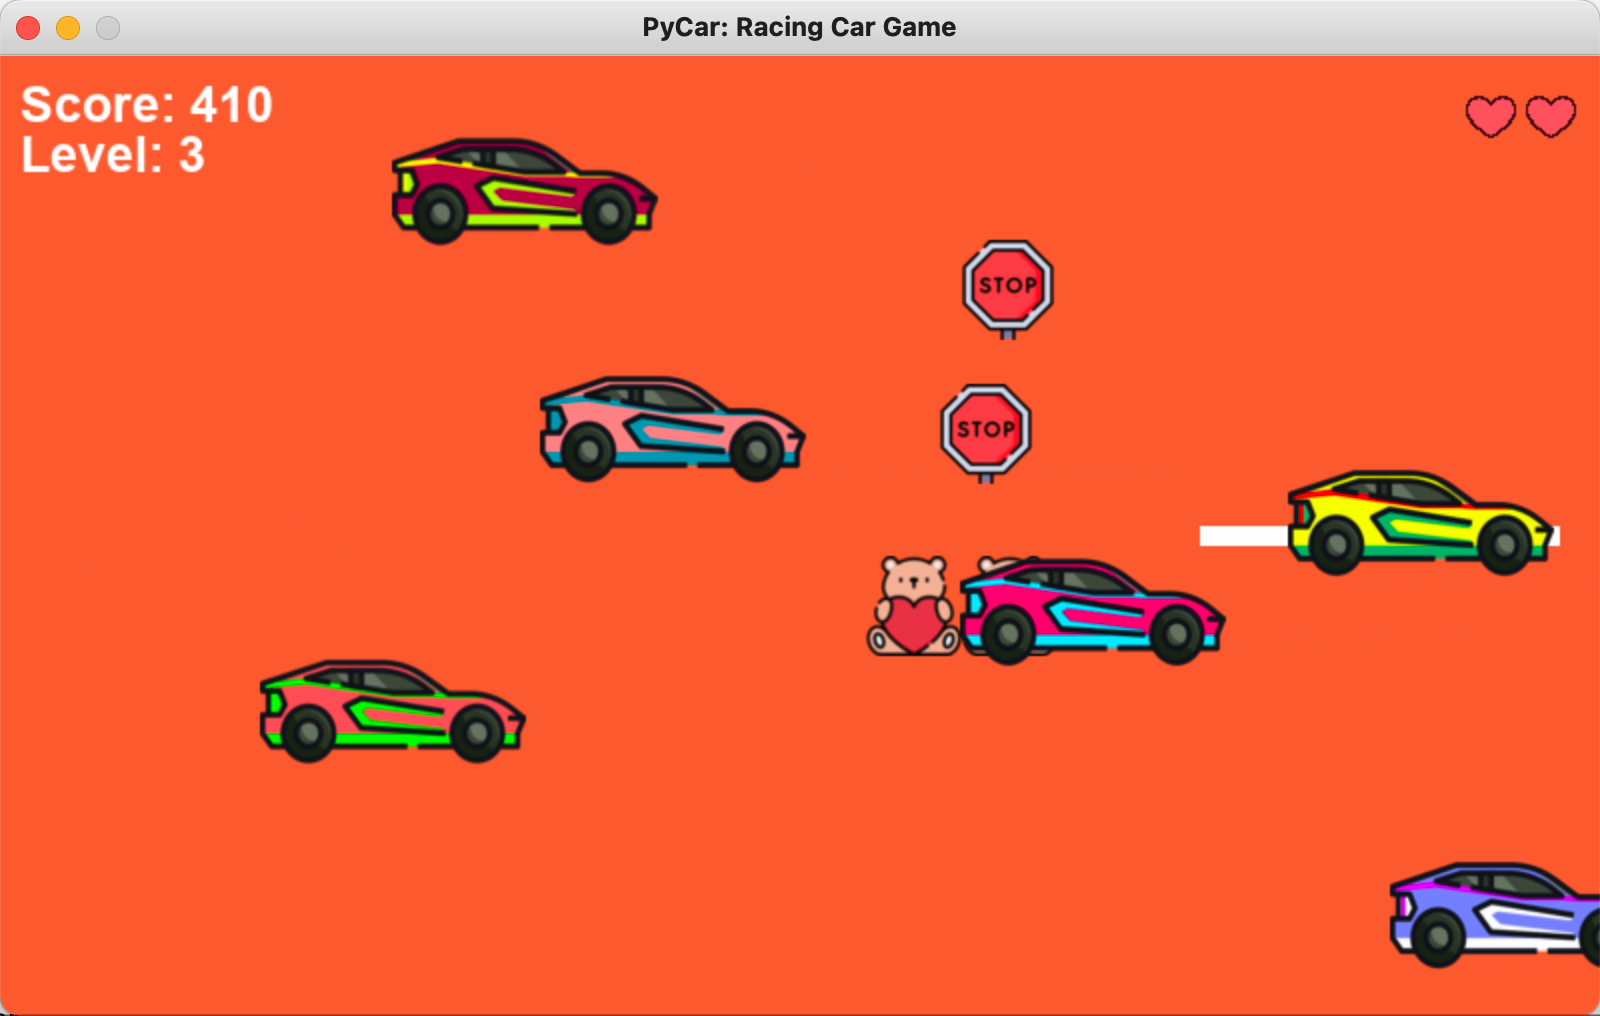 PyCar: Racing Car Game
Score: 410
Level: 3
STOP
STOP